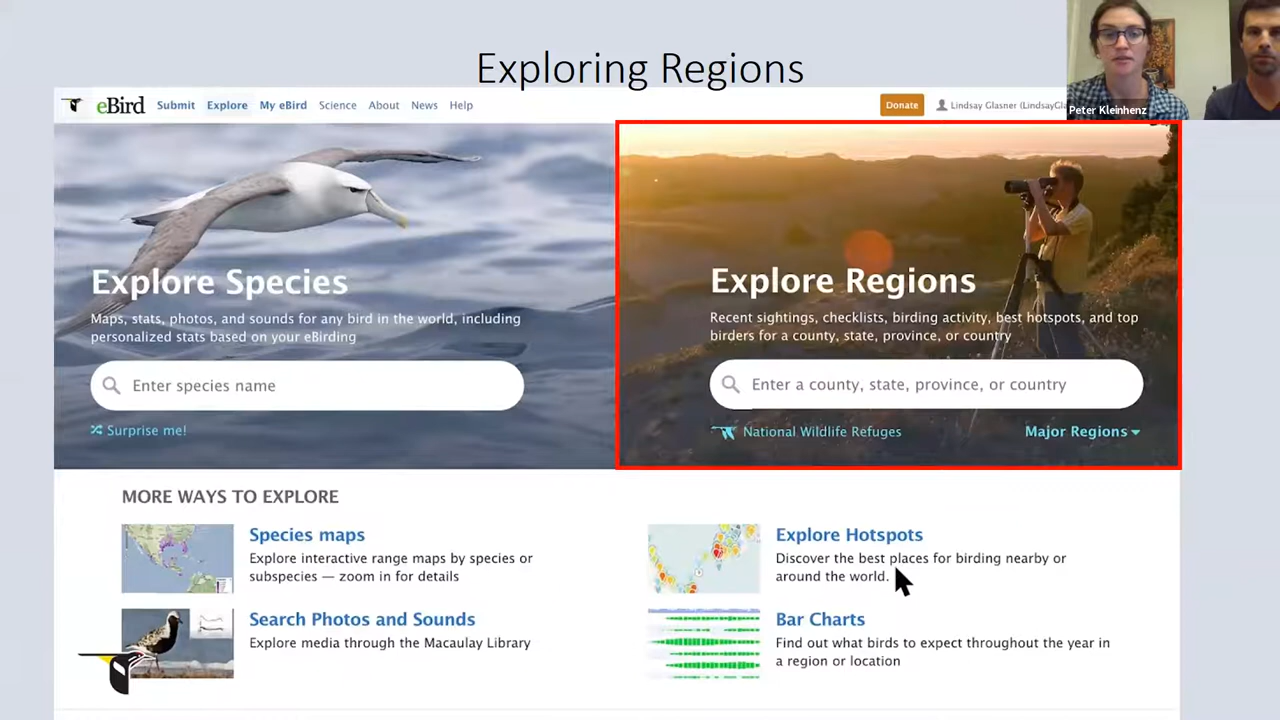 Exploring Regions
eBird Submit Explore My eBird Science About News Help
Donate Lindsay Glasner
Peter Kleinhenz
Explore Species
Maps, stats, photos, and sounds for any bird in the world, including
personalized stats based on your eBirding
Enter species name
Surprise me!
Explore Regions
Recent sightings, checklists, birding activity, best hotspots, and top
birders for a county, state, province, or country
Enter a county, state, province, or country
National Wildlife Refuges Major Regions
MORE WAYS TO EXPLORE
Species maps
Explore interactive range maps by species or
subspecies — zoom in for details
Explore Hotspots
Discover the best places for birding nearby or
around the world.
Search Photos and Sounds
Explore media through the Macaulay Library
Bar Charts
Find out what birds to expect throughout the year in
a region or location